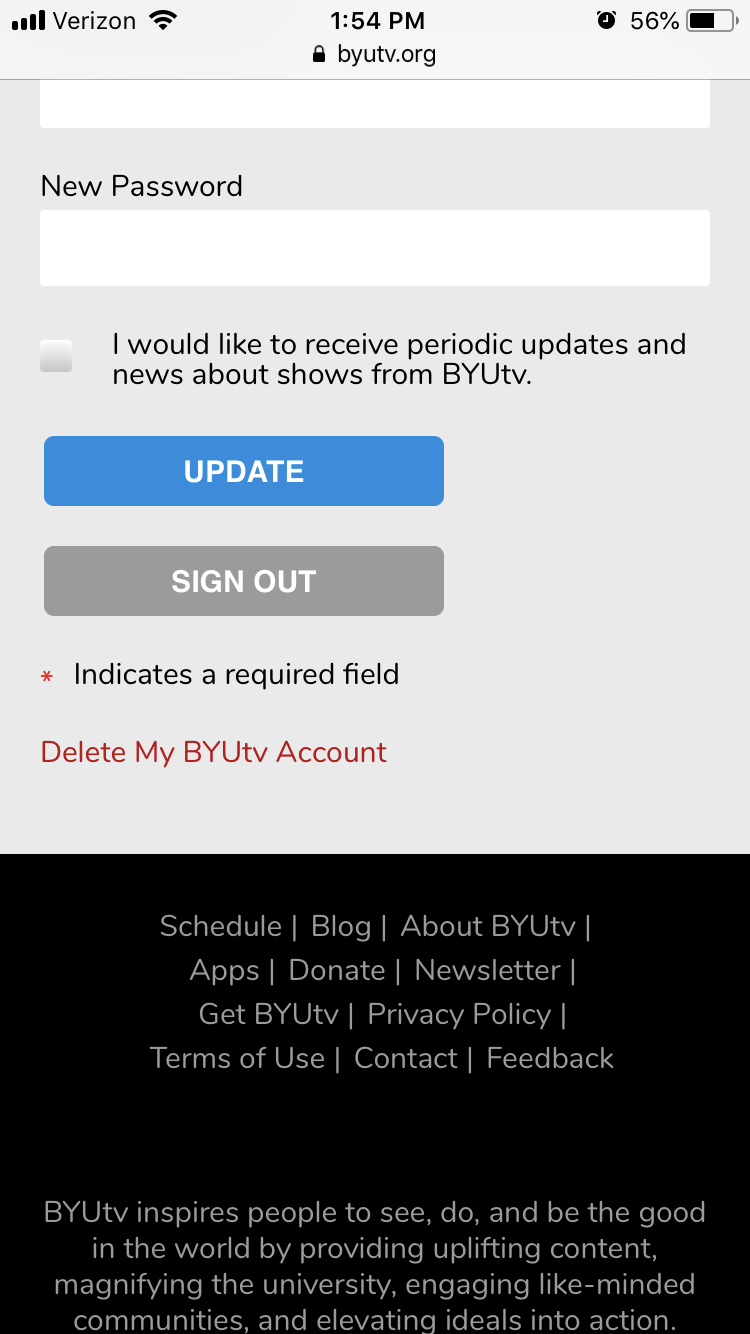 Verizon 1:54 PM 56%
byutv.org
New Password
I would like to receive periodic updates and
news about shows from BYUtv.
UPDATE
SIGN OUT
* Indicates a required field
Delete My BYUtv Account
Schedule | Blog | About BYUtv |
Apps | Donate | Newsletter |
Get BYUtv | Privacy Policy |
Terms of Use | Contact | Feedback
BYUtv inspires people to see, do, and be the good
in the world by providing uplifting content,
magnifying the university, engaging like-minded
communities, and elevating ideals into action.